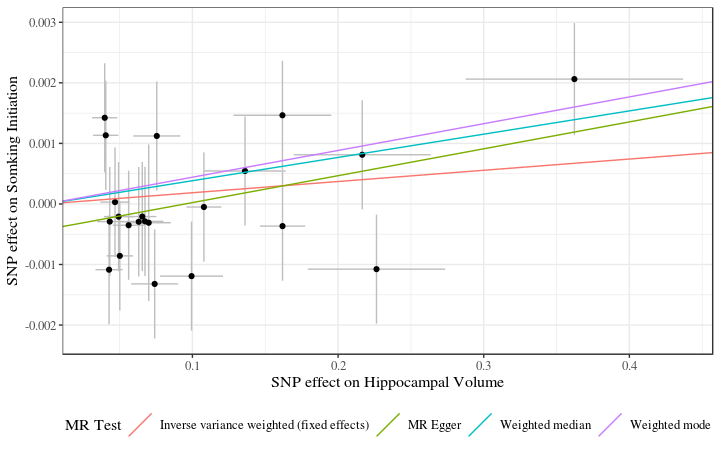 0.003
0.002
0.001
0.000
-0.001
-0.002
SNP effect on Somking Initiation
0.1 0.2 0.3 0.4
SNP effect on Hippocampal Volume
MR Test Inverse variance weighted (fixed effects) MR Egger Weighted median Weighted mode